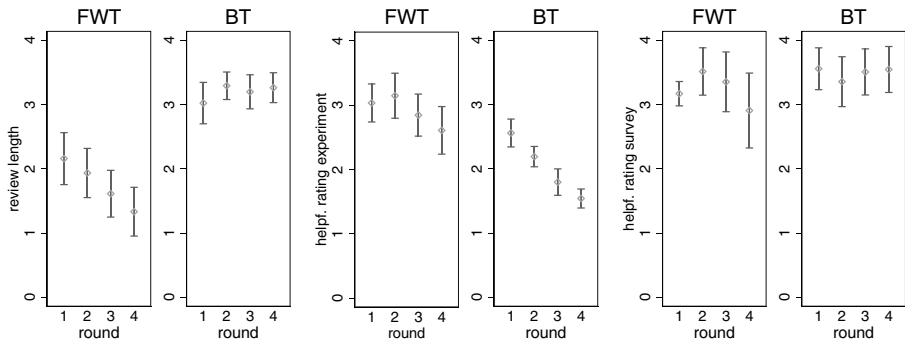 FWT BT FWT BT FWT BT
review length
0 1 2 3 4
0 1 2 3 4
helpf. rating experiment
0 1 2 3 4
0 1 2 3 4
helpf. rating survey
0 1 2 3 4
0 1 2 3 4
1 2 3 4 1 2 3 4 1 2 3 4 1 2 3 4 1 2 3 4 1 2 3 4
round round round round round round